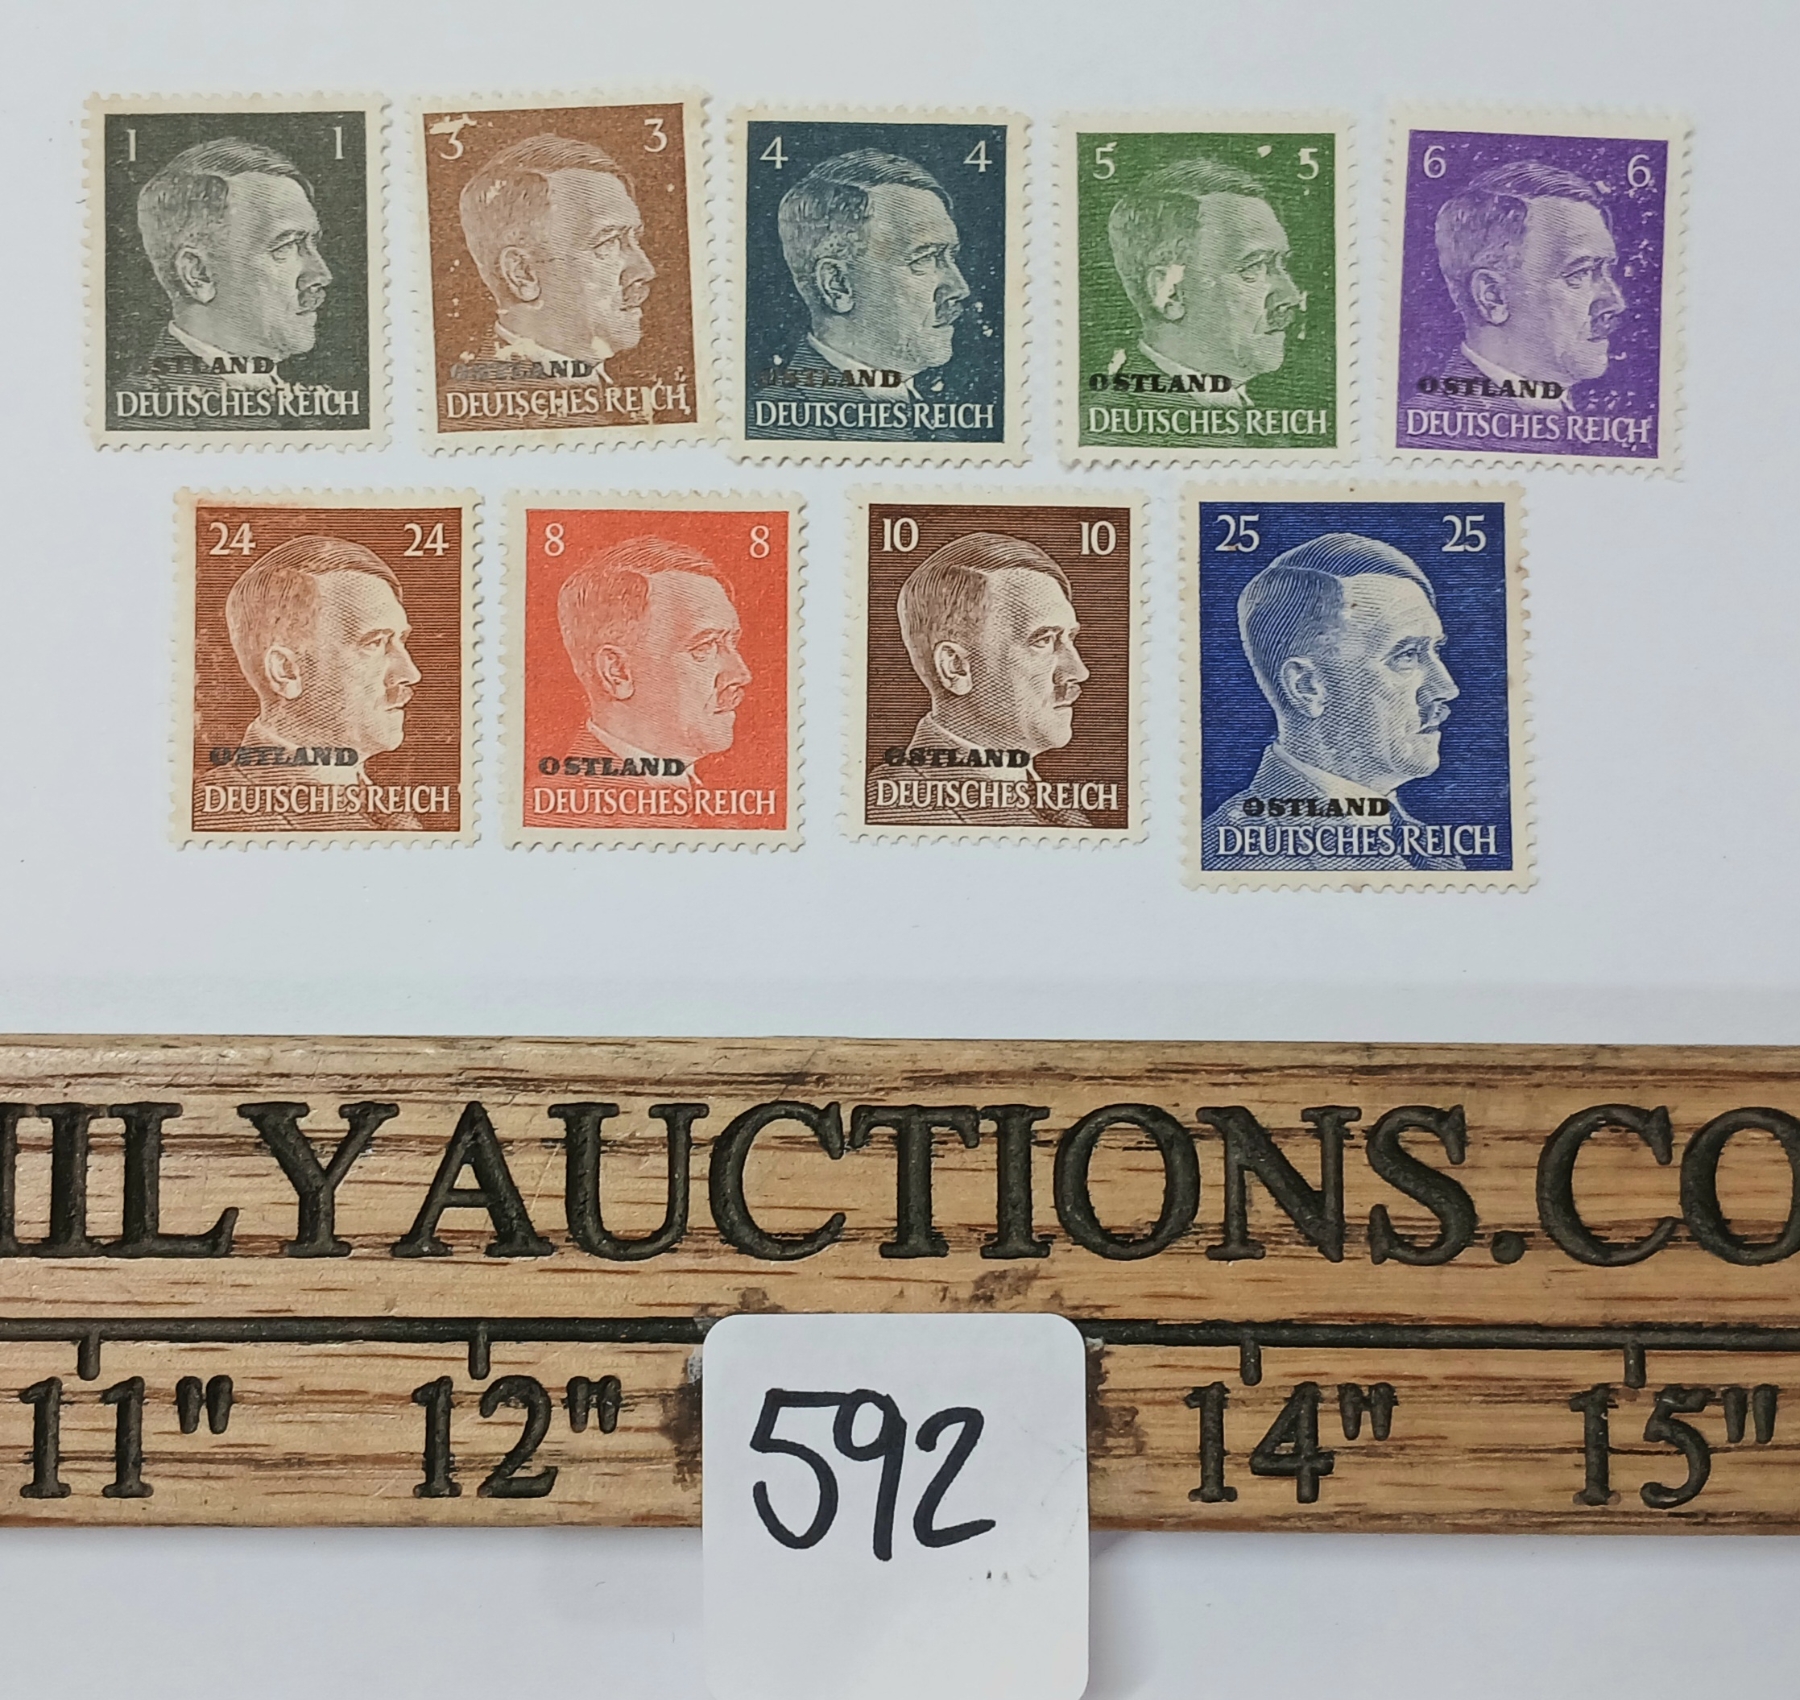 1 1
OSTLAND
DEUTSCHES REICH
3 3
OSTLAND
DEUTSCHES REICH
4 4
OSTLAND
DEUTSCHES REICH
5 5
OSTLAND
DEUTSCHES REICH
6 6
OSTLAND
DEUTSCHES REICH
24 24
OSTLAND
DEUTSCHES REICH
8 8
OSTLAND
DEUTSCHES REICH
10 10
OSTLAND
DEUTSCHES REICH
25 25
OSTLAND
DEUTSCHES REICH
ILYAUCTIONS.CO
11" 12" 14" 15"
592